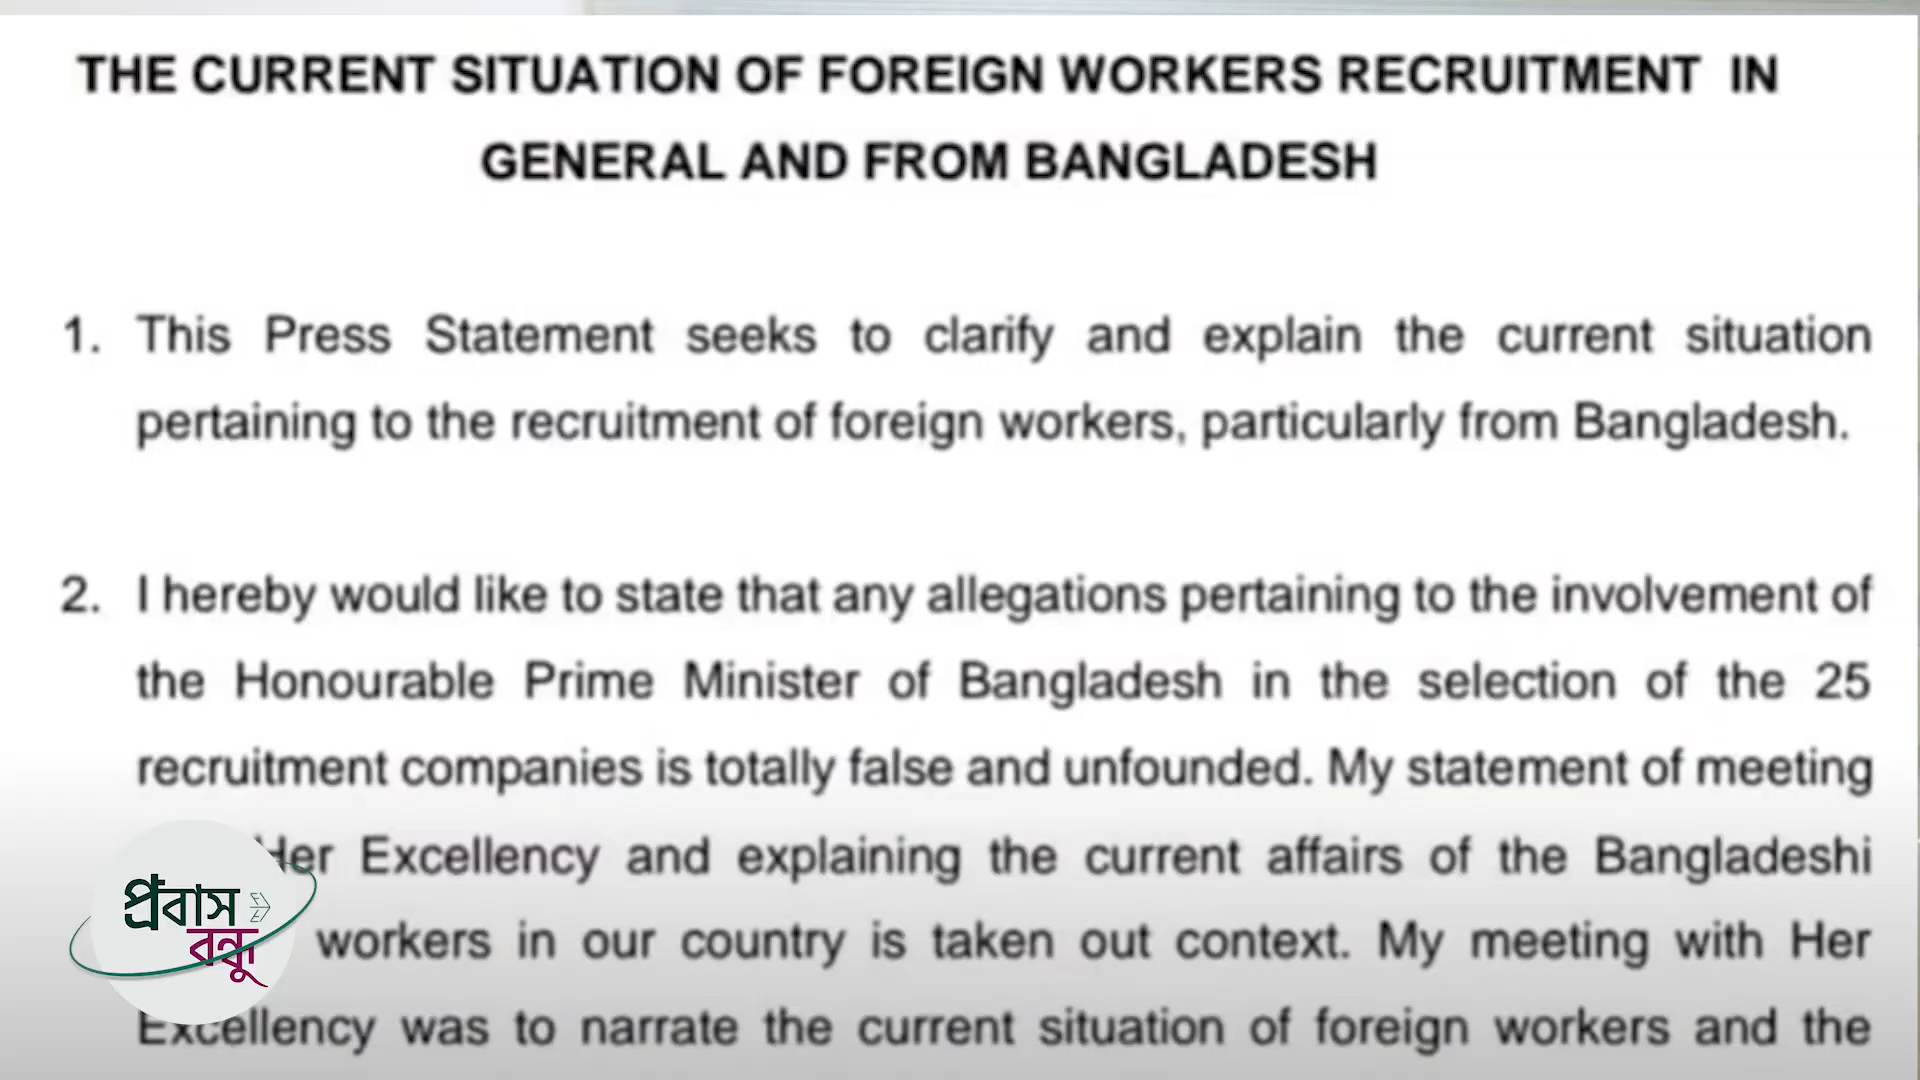 THE CURRENT SITUATION OF FOREIGN WORKERS RECRUITMENT IN
GENERAL AND FROM BANGLADESH
1. This Press Statement seeks to clarify and explain the current situation
pertaining to the recruitment of foreign workers, particularly from Bangladesh.
2. I hereby would like to state that any allegations pertaining to the involvement of
the Honourable Prime Minister of Bangladesh in the selection of the 25
recruitment companies is totally false and unfounded. My statement of meeting
Her Excellency and explaining the current affairs of the Bangladeshi
workers in our country is taken out context. My meeting with Her
Excellency was to narrate the current situation of foreign workers and the
প্রবাস
বন্ধু